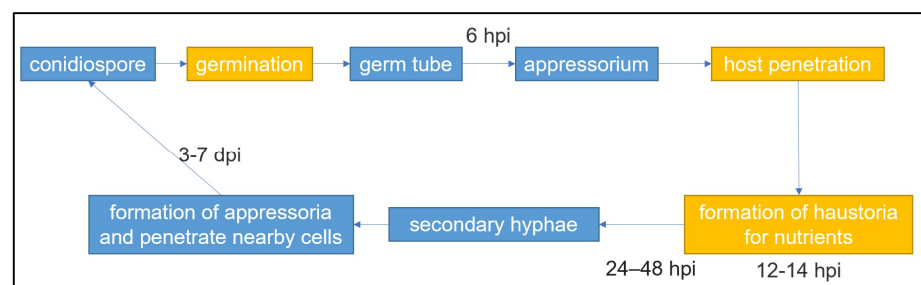 6 hpi
conidiospore
germination
germ tube
appressorium
host penetration
3-7 dpi
formation of appressoria
and penetrate nearby cells
secondary hyphae
formation of haustoria
for nutrients
24–48 hpi
12-14 hpi